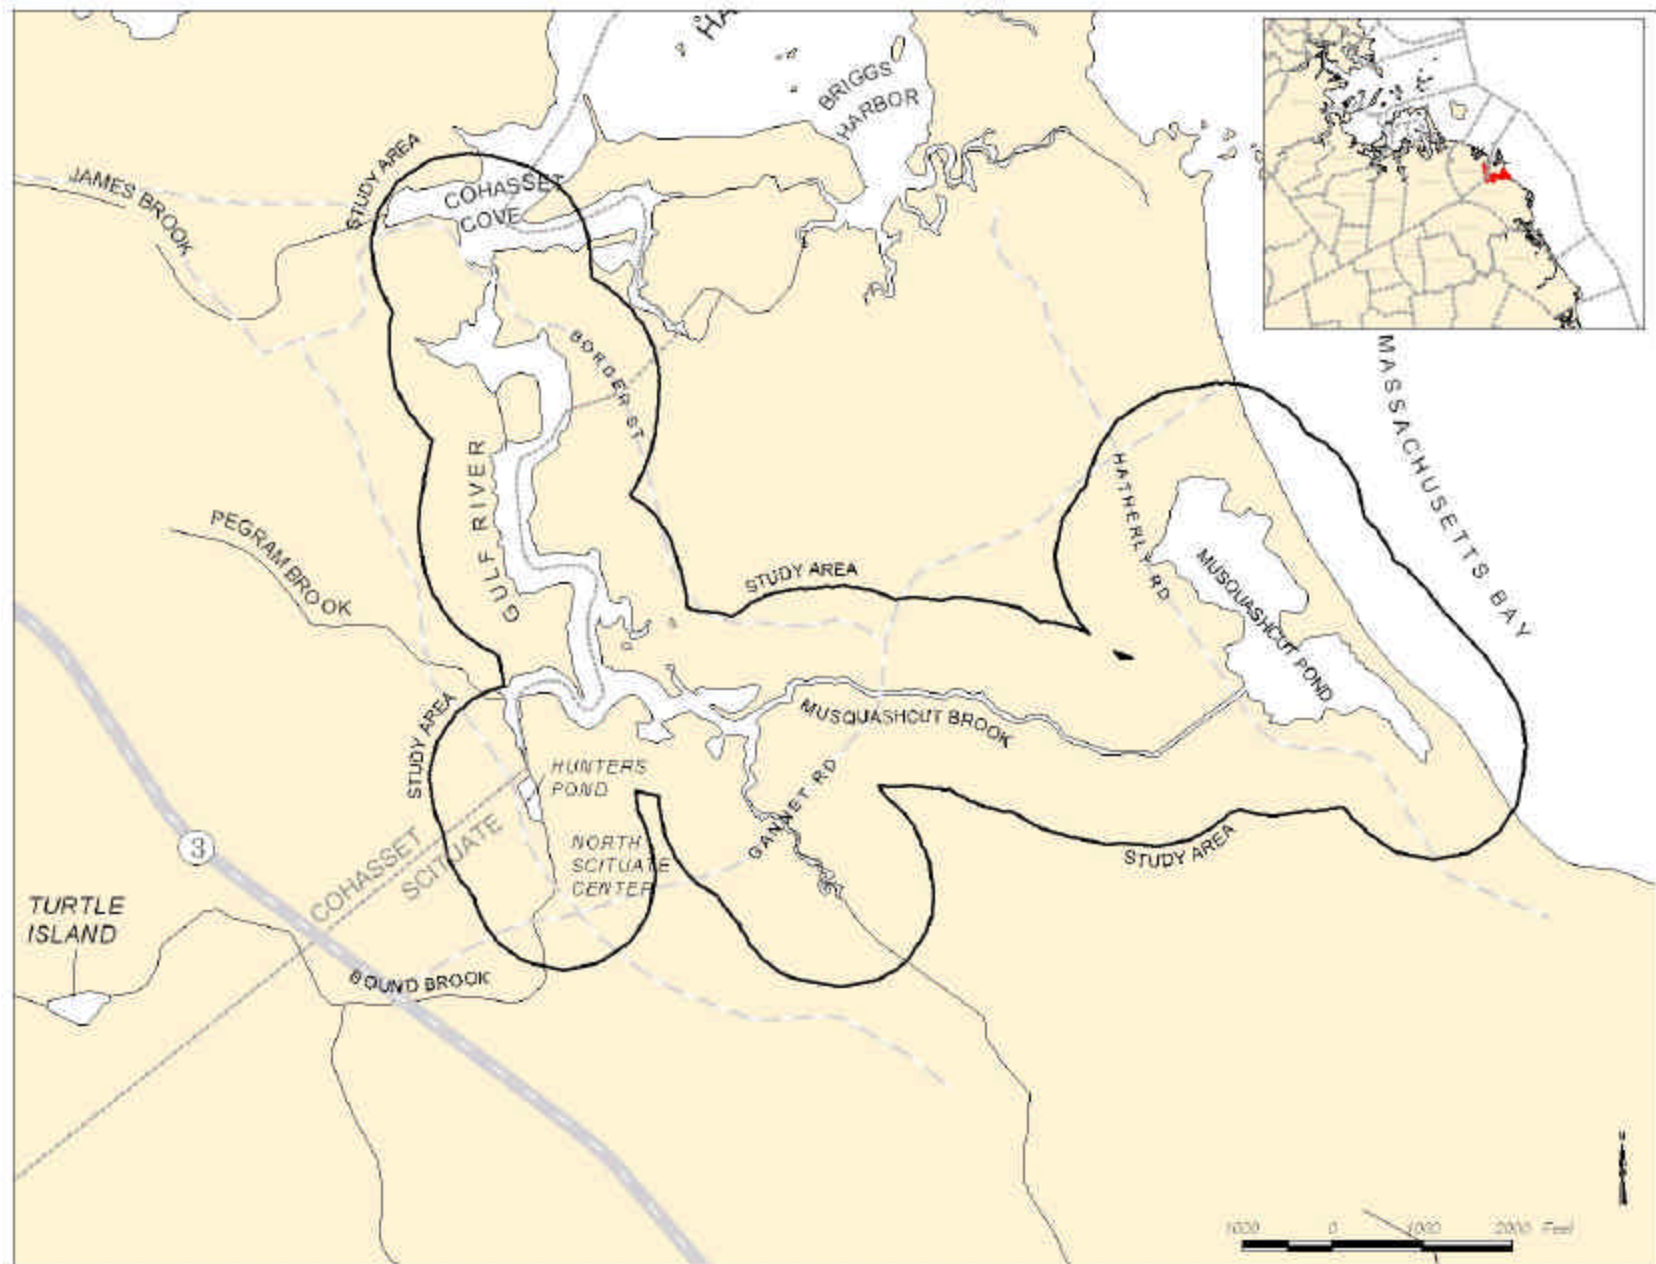 HA
BRIGGS
HARBOR
STUDY AREA
JAMES BROOK
COHASSET
COVE
BORDER ST
MASSACHUSETTS BAY
GULF RIVER
HATHERLY RD
PEGRAM BROOK
STUDY AREA
MUSQUASHCUT POND
STUDY AREA
MUSQUASHCUT BROOK
HUNTERS
POND
GANNET RD
COHASSET
SCITUATE
3
NORTH
SCITUATE
CENTER
STUDY AREA
TURTLE
ISLAND
BOUND BROOK
N
1000 0 1000 2000 Feet